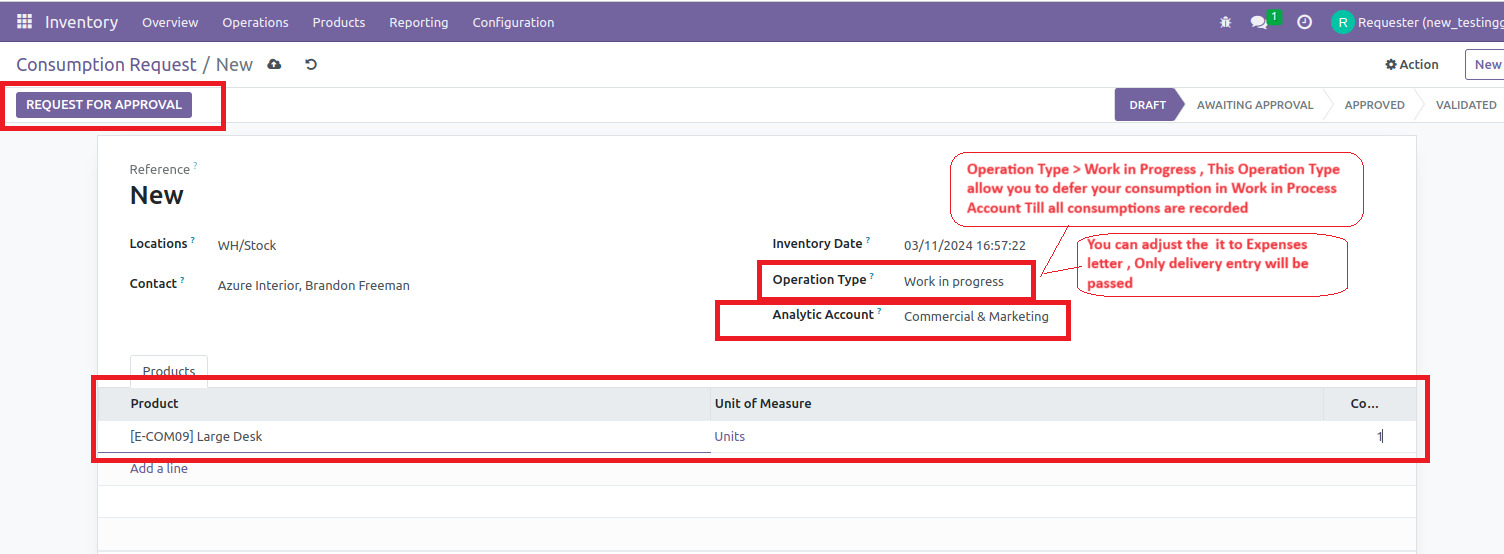 Inventory Overview Operations Products Reporting Configuration 1 R Requester (new_testingg
Consumption Request / New Action New
REQUEST FOR APPROVAL DRAFT AWAITING APPROVAL APPROVED VALIDATED
Reference ?
New
Operation Type > Work in Progress , This Operation Type
allow you to defer your consumption in Work in Process
Account Till all consumptions are recorded
Locations ? WH/Stock
Inventory Date ? 03/11/2024 16:57:22
You can adjust the it to Expenses
letter , Only delivery entry will be
passed
Contact ? Azure Interior, Brandon Freeman
Operation Type ? Work in progress
Analytic Account ? Commercial & Marketing
Products
Product Unit of Measure Co...
[E-COM09] Large Desk Units 1
Add a line